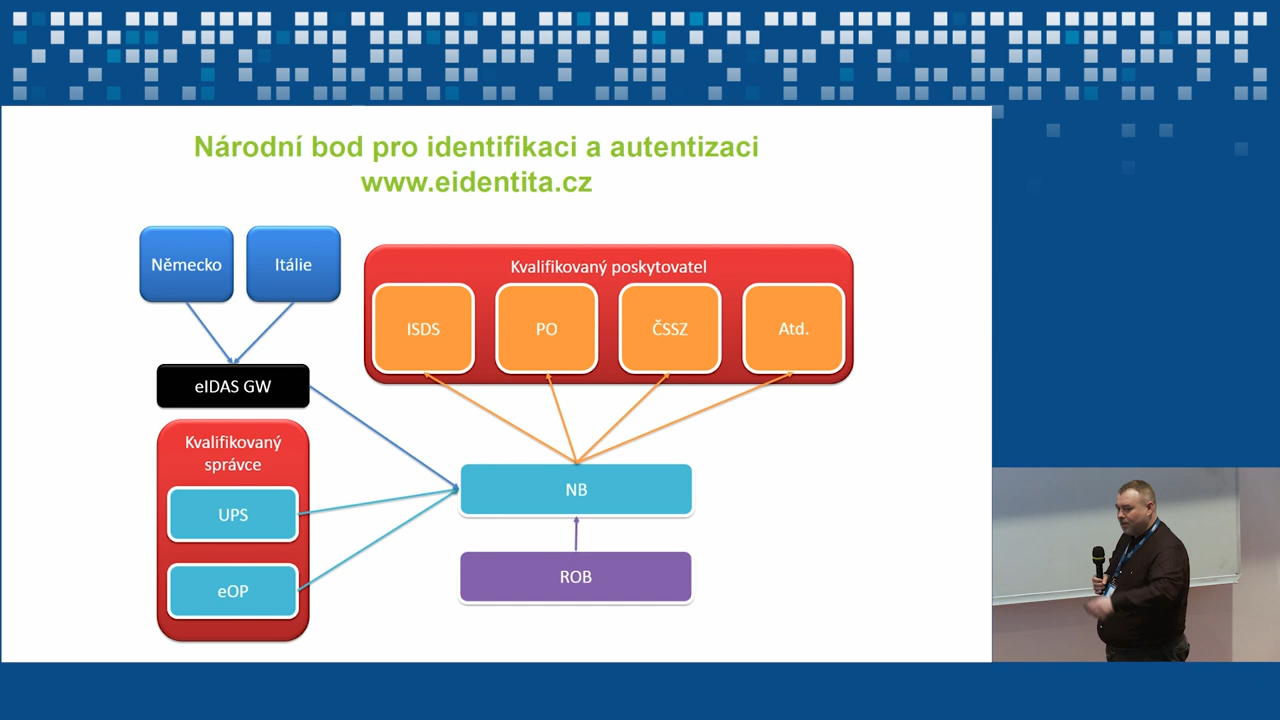 Národní bod pro identifikaci a autentizaci
www.eidentita.cz
Německo
Itálie
Kvalifikovaný poskytovatel
ISDS
PO
ČSSZ
Atd.
eIDAS GW
Kvalifikovaný
správce
UPS
eOP
NB
ROB